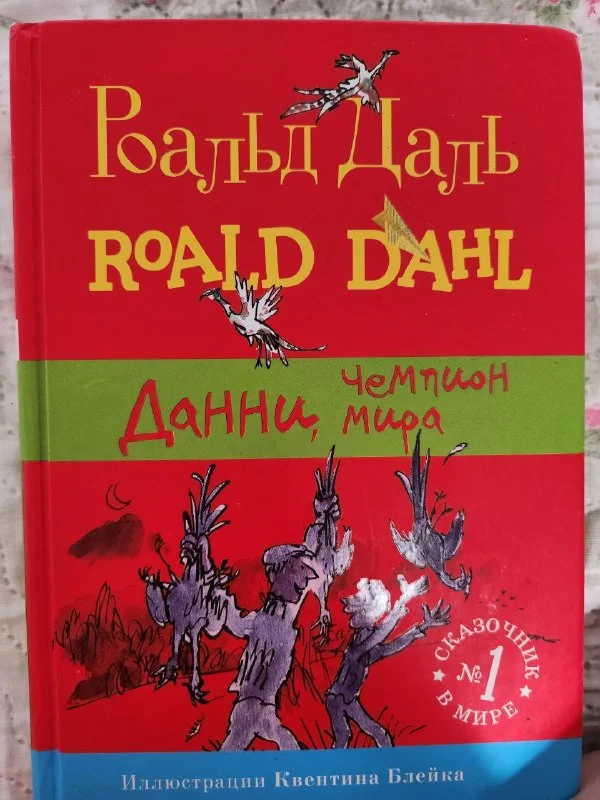 Роальд Даль
ROALD DAHL
Данни, чемпион
мира
СКАЗОЧНИК
№1
В МИРЕ
Иллюстрации Квентина Блейка